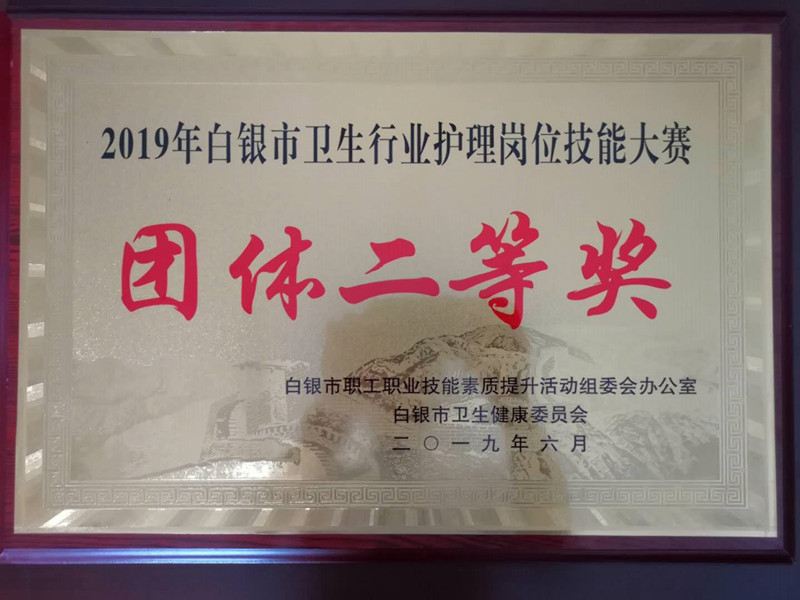 2019年白银市卫生行业护理岗位技能大赛
团体二等奖
白银市职工职业技能素质提升活动组委会办公室
白银市卫生健康委员会
二〇一九年六月